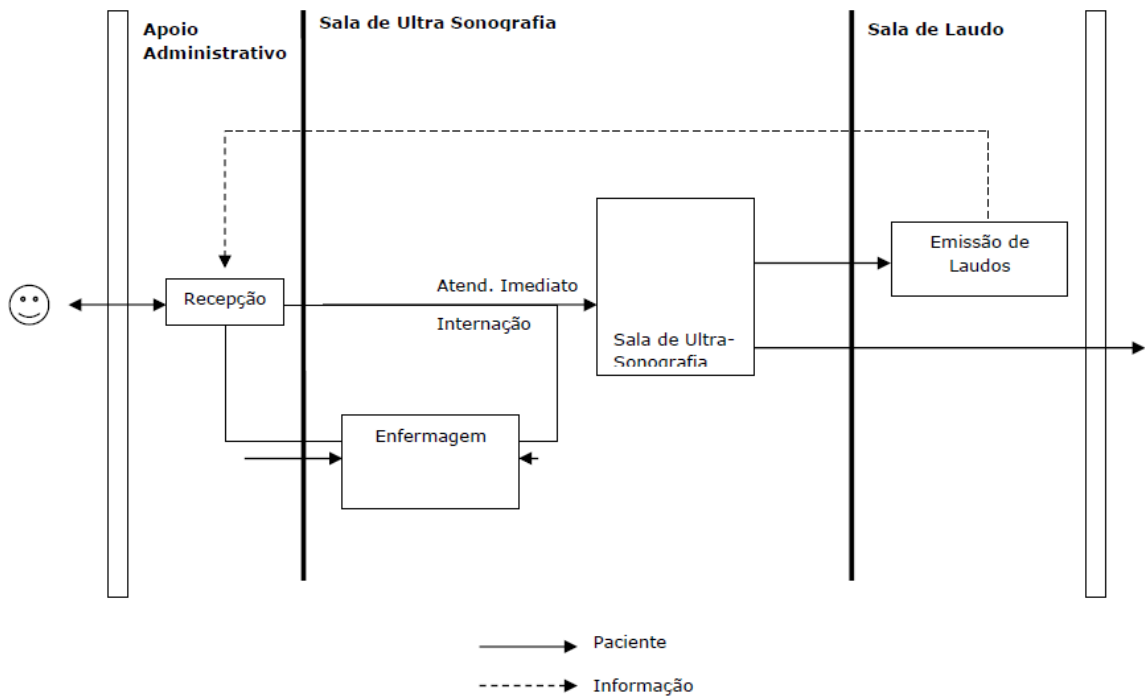 Apoio
Administrativo
Sala de Ultra Sonografia
Sala de Laudo
Emissão de
Laudos
Recepção
Atend. Imediato
Internação
Sala de Ultra-
Sonografia
Enfermagem
Paciente
Informação